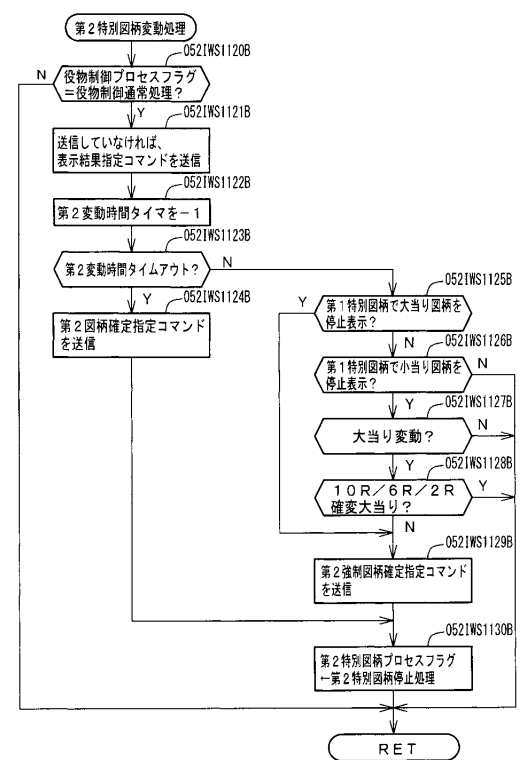 第2特別図柄変動処理
052IWS1120B
N
役物制御プロセスフラグ
=役物制御通常処理?
Y
052IWS1121B
送信していなければ、
表示結果指定コマンドを送信
052IWS1122B
第2変動時間タイマを-1
052IWS1123B
第2変動時間タイムアウト?
N
Y
052IWS1124B
第2図柄確定指定コマンド
を送信
052IWS1125B
Y
第1特別図柄で大当り図柄を
停止表示?
N
052IWS1126B
第1特別図柄で小当り図柄を
停止表示?
N
Y
052IWS1127B
大当り変動?
N
Y
052IWS1128B
10R/6R/2R
確変大当り?
Y
N
052IWS1129B
第2強制図柄確定指定コマンド
を送信
052IWS1130B
第2特別図柄プロセスフラグ
←第2特別図柄停止処理
RET